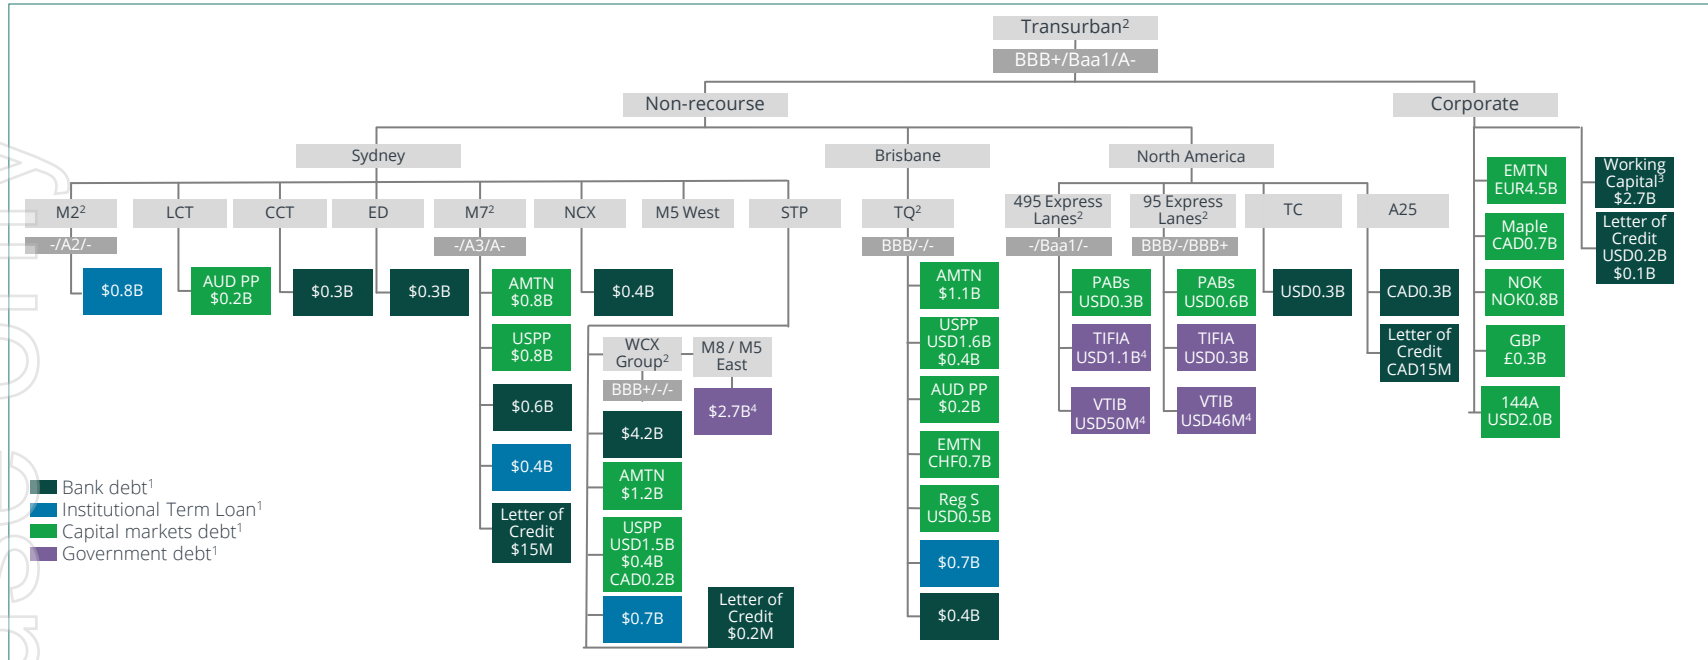 Transurban²
BBB+/Baa1/A-
Non-recourse
Corporate
Sydney
Brisbane
North America
M2²
-/A2/-
$0.8B
LCT
AUD PP
$0.2B
CCT
$0.3B
ED
$0.3B
M7²
-/A3/A-
AMTN
$0.8B
USPP
$0.8B
$0.6B
$0.4B
Letter of
Credit
$15M
NCX
$0.4B
M5 West
STP
WCX
Group²
BBB+/-/-
$4.2B
AMTN
$1.2B
USPP
USD1.5B
$0.4B
CAD0.2B
$0.7B
M8 / M5
East
$2.7B⁴
Letter of
Credit
$0.2M
TQ²
BBB/-/-
AMTN
$1.1B
USPP
USD1.6B
$0.4B
AUD PP
$0.2B
EMTN
CHF0.7B
Reg S
USD0.5B
$0.7B
$0.4B
495 Express
Lanes²
-/Baa1/-
PABs
USD0.3B
TIFIA
USD1.1B⁴
VTIB
USD50M⁴
95 Express
Lanes²
BBB/-/BBB+
PABs
USD0.6B
TIFIA
USD0.3B
VTIB
USD46M⁴
TC
USD0.3B
A25
CAD0.3B
Letter of
Credit
CAD15M
EMTN
EUR4.5B
Maple
CAD0.7B
NOK
NOK0.8B
GBP
£0.3B
144A
USD2.0B
Working
Capital³
$2.7B
Letter of
Credit
USD0.2B
$0.1B
Bank debt¹
Institutional Term Loan¹
Capital markets debt¹
Government debt¹
use only